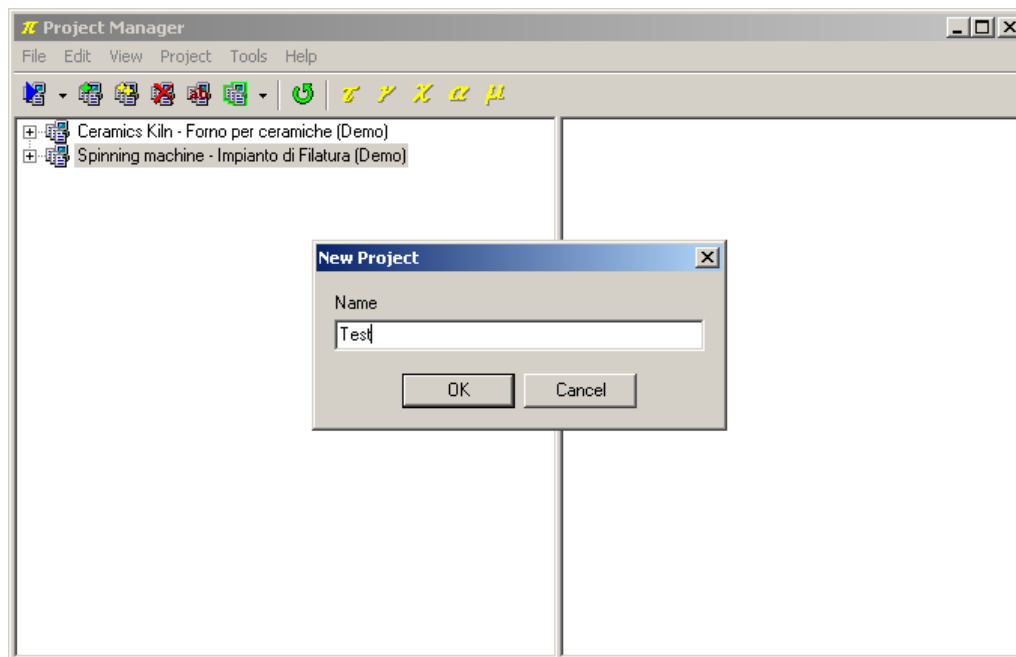 π Project Manager
File Edit View Project Tools Help
τ γ χ α μ
Ceramics Kiln - Forno per ceramiche (Demo)
Spinning machine - Impianto di Filatura (Demo)
New Project
Name
Test
OK Cancel